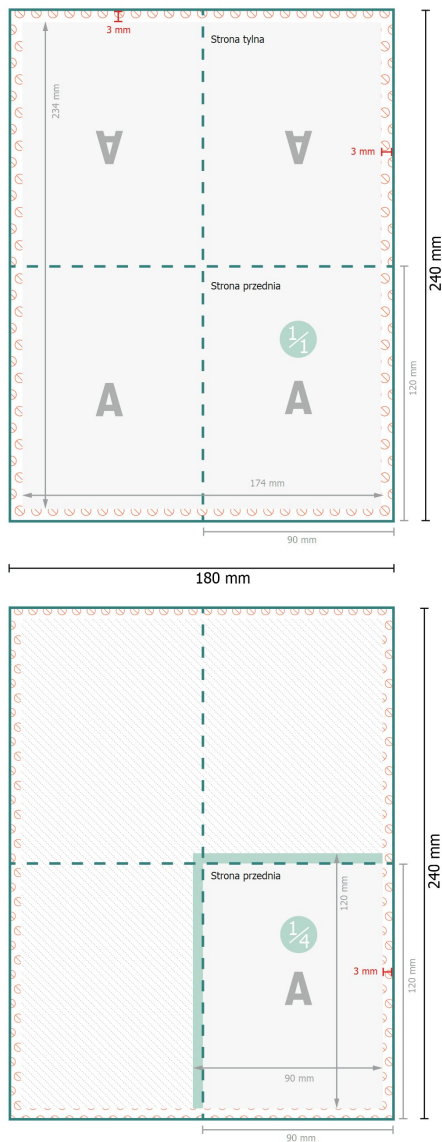 Strona tylna
3 mm
234 mm
A
A
3 mm
240 mm
Strona przednia
1/1
A
A
120 mm
174 mm
90 mm
180 mm
Strona przednia
120 mm
240 mm
1/4
A
3 mm
120 mm
90 mm
90 mm